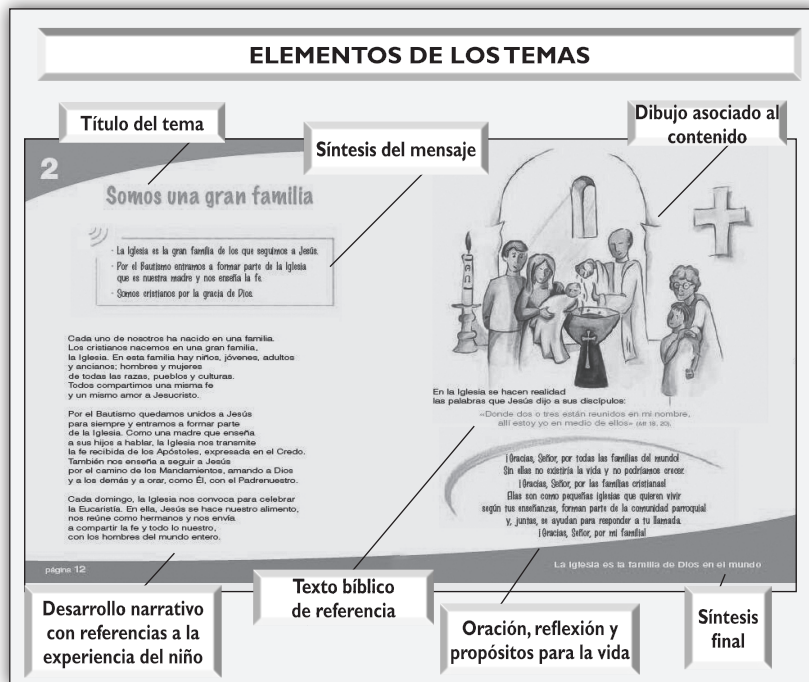 ELEMENTOS DE LOS TEMAS
Título del tema
Síntesis del mensaje
Dibujo asociado al
contenido
2
Somos una gran familia
· La Iglesia es la gran familia de los que seguimos a Jesús.
· Por el Bautismo entramos a formar parte de la Iglesia
que es nuestra madre y nos enseña la fe.
· Somos cristianos por la gracia de Dios.
Cada uno de nosotros ha nacido en una familia.
Los cristianos nacemos en una gran familia,
la Iglesia. En esta familia hay niños, jóvenes, adultos
y ancianos; hombres y mujeres
de todas las razas, pueblos y culturas.
Todos compartimos una misma fe
y un mismo amor a Jesucristo.
Por el Bautismo quedamos unidos a Jesús
para siempre y entramos a formar parte
de la Iglesia. Como una madre que enseña
a sus hijos a hablar, la Iglesia nos transmite
la fe recibida de los Apóstoles, expresada en el Credo.
También nos enseña a seguir a Jesús
por el camino de los Mandamientos, amando a Dios
y a los demás y a orar, como Él, con el Padrenuestro.
Cada domingo, la Iglesia nos convoca para celebrar
la Eucaristía. En ella, Jesús se hace nuestro alimento,
nos reúne como hermanos y nos envía
a compartir la fe y todo lo nuestro,
con los hombres del mundo entero.
página 12
En la Iglesia se hacen realidad
las palabras que Jesús dijo a sus discípulos:
«Donde dos o tres están reunidos en mi nombre,
allí estoy yo en medio de ellos» (Mt 18, 20).
¡Gracias, Señor, por todas las familias del mundo!
Sin ellas no existiría la vida y no podríamos crecer.
¡Gracias, Señor, por las familias cristianas!
Ellas son como pequeñas iglesias que quieren vivir
según tus enseñanzas, forman parte de la comunidad parroquial
y, juntas, se ayudan para responder a tu llamada.
¡Gracias, Señor, por mi familia!
La Iglesia es la familia de Dios en el mundo
Desarrollo narrativo
con referencias a la
experiencia del niño
Texto bíblico
de referencia
Oración, reflexión y
propósitos para la vida
Síntesis
final